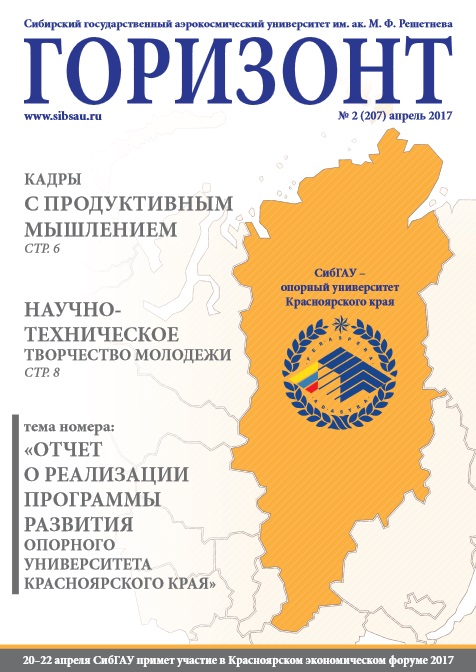 Сибирский государственный аэрокосмический университет им. ак. М. Ф. Решетнева
ГОРИЗОНТ
www.sibsau.ru
№ 2 (207) апрель 2017
КАДРЫ
С ПРОДУКТИВНЫМ
МЫШЛЕНИЕМ
СТР. 6
НАУЧНО-
ТЕХНИЧЕСКОЕ
ТВОРЧЕСТВО МОЛОДЕЖИ
СТР. 8
СибГАУ –
опорный университет
Красноярского края
тема номера:
«ОТЧЕТ
О РЕАЛИЗАЦИИ
ПРОГРАММЫ
РАЗВИТИЯ
ОПОРНОГО
УНИВЕРСИТЕТА
КРАСНОЯРСКОГО КРАЯ»
20–22 апреля СибГАУ примет участие в Красноярском экономическом форуме 2017